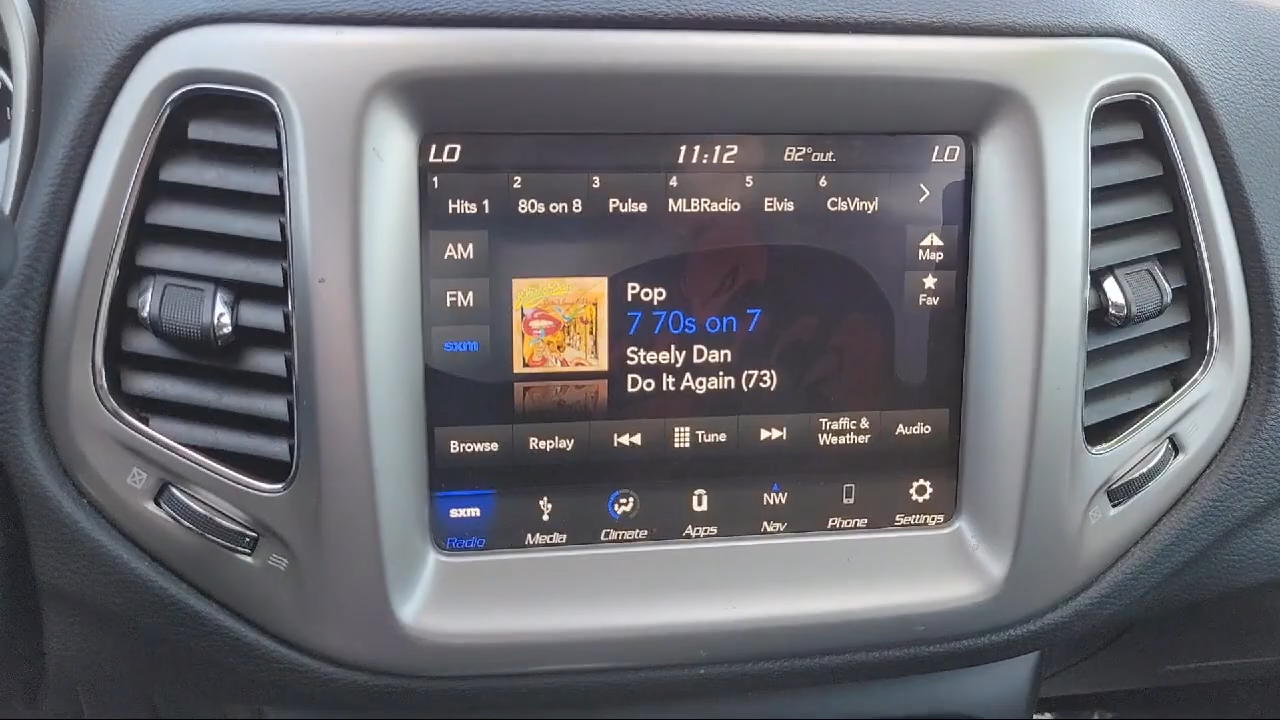 LO 11:12 82°out. LO
1 2 3 4 5 6
Hits 1 80s on 8 Pulse MLBRadio Elvis ClsVinyl
AM
Map
FM
Fav
sxm
Pop
7 70s on 7
Steely Dan
Do It Again (73)
Browse Replay Tune Traffic & Weather Audio
sxm NW
Radio Media Climate Apps Nav Phone Settings